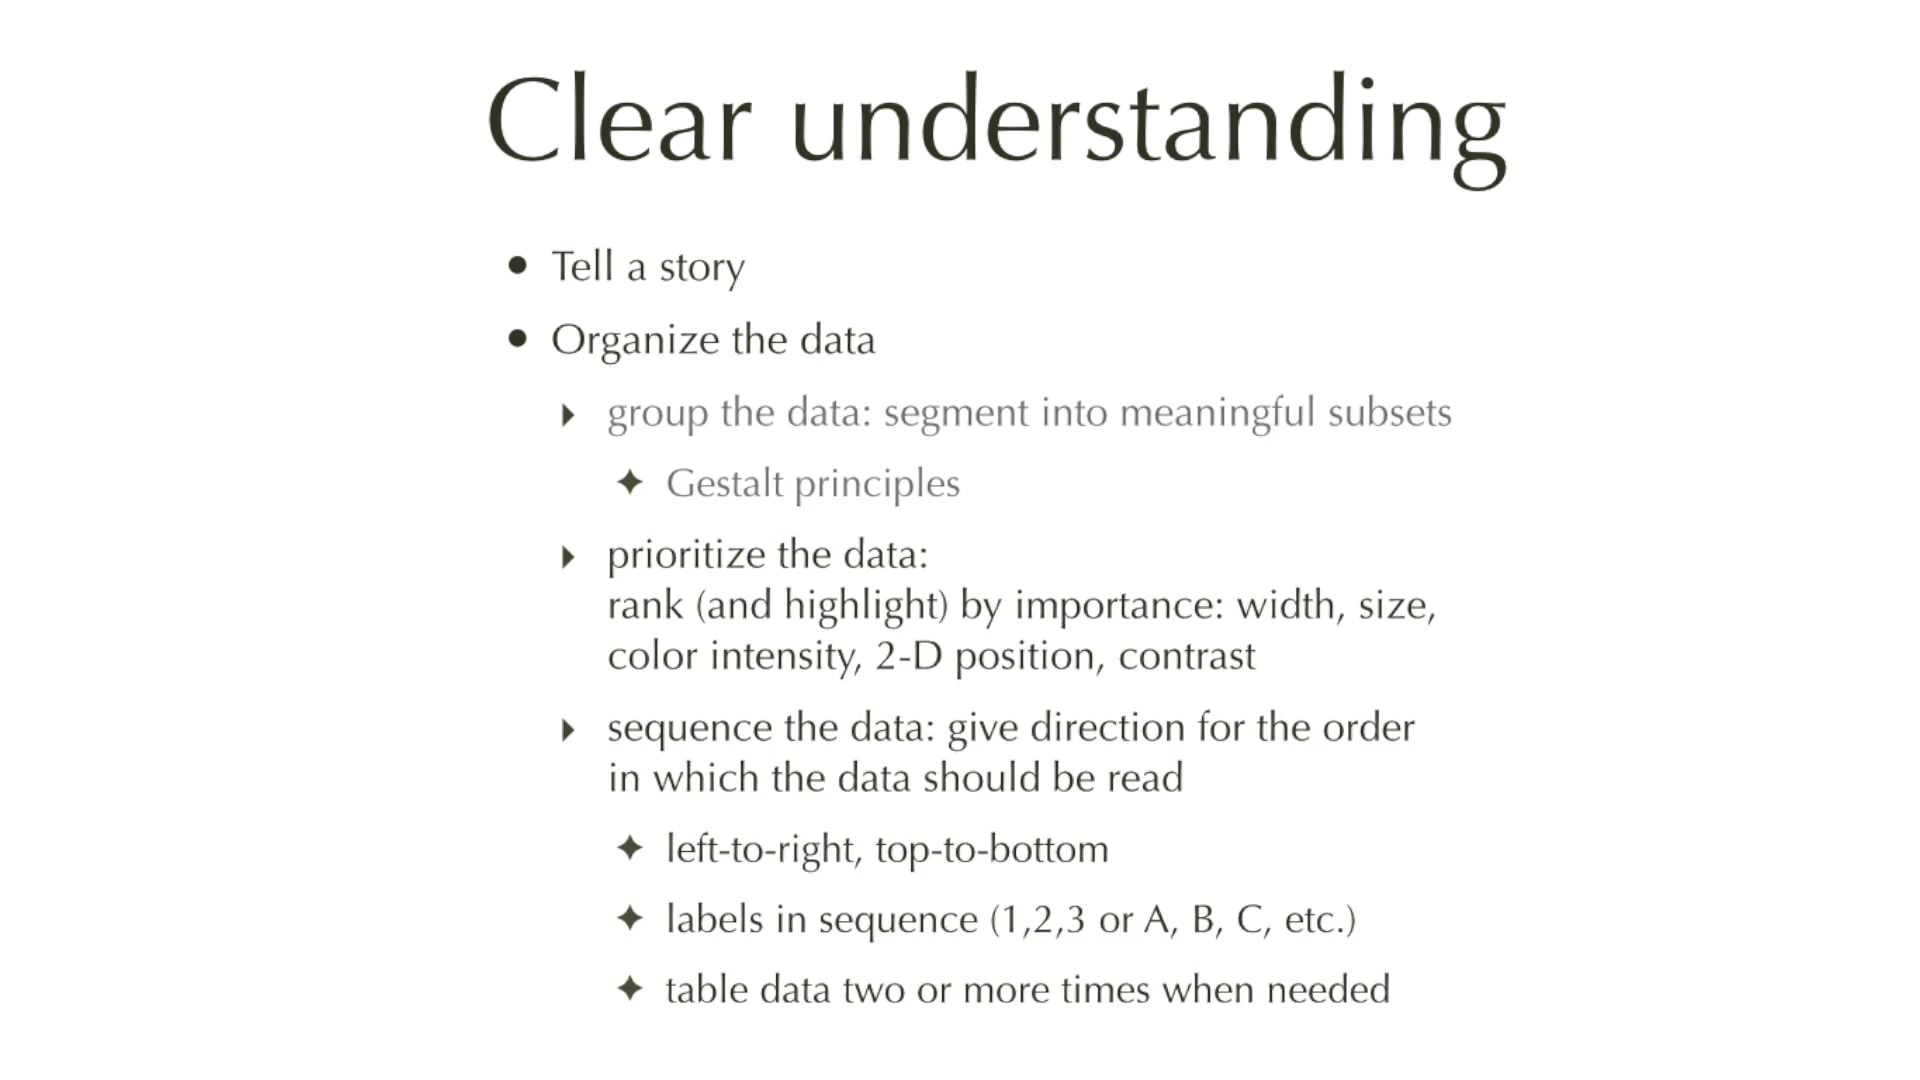 Clear understanding
• Tell a story
• Organize the data
‣ group the data: segment into meaningful subsets
✦ Gestalt principles
‣ prioritize the data:
rank (and highlight) by importance: width, size,
color intensity, 2-D position, contrast
‣ sequence the data: give direction for the order
in which the data should be read
✦ left-to-right, top-to-bottom
✦ labels in sequence (1,2,3 or A, B, C, etc.)
✦ table data two or more times when needed